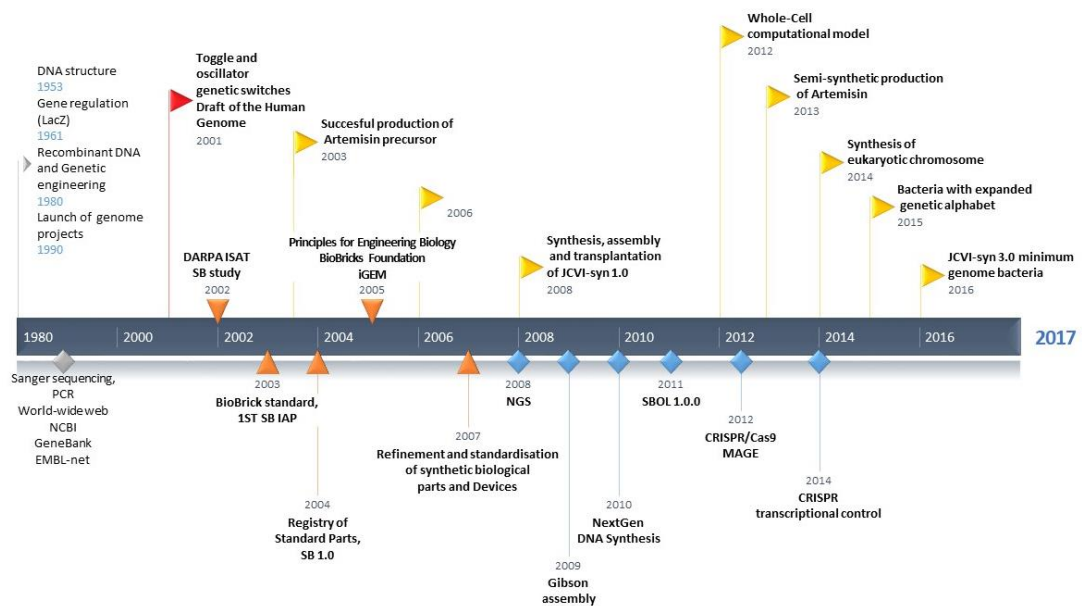 DNA structure
1953
Gene regulation
(LacZ)
1961
Recombinant DNA
and Genetic
engineering
1980
Launch of genome
projects
1990
Toggle and
oscillator
genetic switches
Draft of the Human
Genome
2001
DARPA ISAT
SB study
2002
Succesful production of
Artemisin precursor
2003
Principles for Engineering Biology
BioBricks Foundation
iGEM
2005
2006
Synthesis, assembly
and transplantation
of JCVI-syn 1.0
2008
Whole-Cell
computational model
2012
Semi-synthetic production
of Artemisin
2013
Synthesis of
eukaryotic chromosome
2014
Bacteria with expanded
genetic alphabet
2015
JCVI-syn 3.0 minimum
genome bacteria
2016
1980 2000 2002 2004 2006 2008 2010 2012 2014 2016 2017
Sanger sequencing,
PCR
World-wide web
NCBI
GeneBank
EMBL-net
2003
BioBrick standard,
1ST SB IAP
2004
Registry of
Standard Parts,
SB 1.0
2007
Refinement and standardisation
of synthetic biological
parts and Devices
2008
NGS
2009
Gibson
assembly
2010
NextGen
DNA Synthesis
2011
SBOL 1.0.0
2012
CRISPR/Cas9
MAGE
2014
CRISPR
transcriptional control